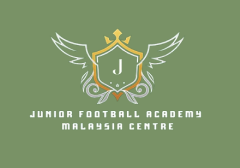 J
JUNIOR FOOTBALL ACADEMY
MALAYSIA CENTRE